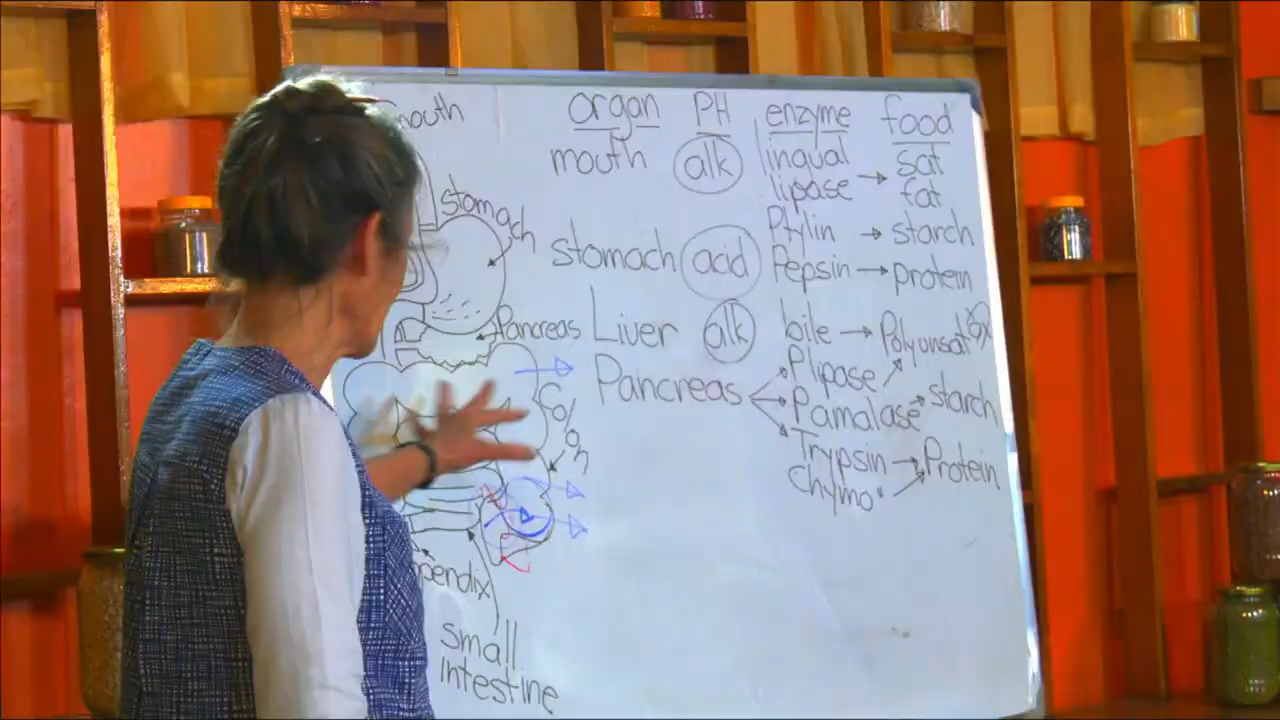 mouth
stomach
Pancreas
Colon
pendix
small
Intestine
organ PH enzyme food
mouth alk lingual lipase → sat fat
Ptylin → starch
stomach acid Pepsin → protein
Liver alk bile → Polyunsat
Pancreas Plipase
Pamalase → starch
Trypsin → Protein
chymo